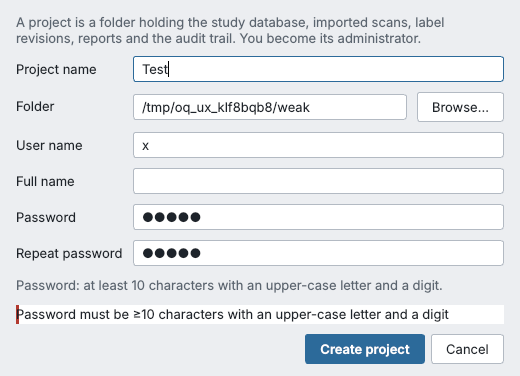 A project is a folder holding the study database, imported scans, label
revisions, reports and the audit trail. You become its administrator.
Project name Test
Folder /tmp/oq_ux_klf8bqb8/weak Browse...
User name x
Full name
Password ●●●●●
Repeat password ●●●●●
Password: at least 10 characters with an upper-case letter and a digit.
Password must be ≥10 characters with an upper-case letter and a digit
Create project Cancel